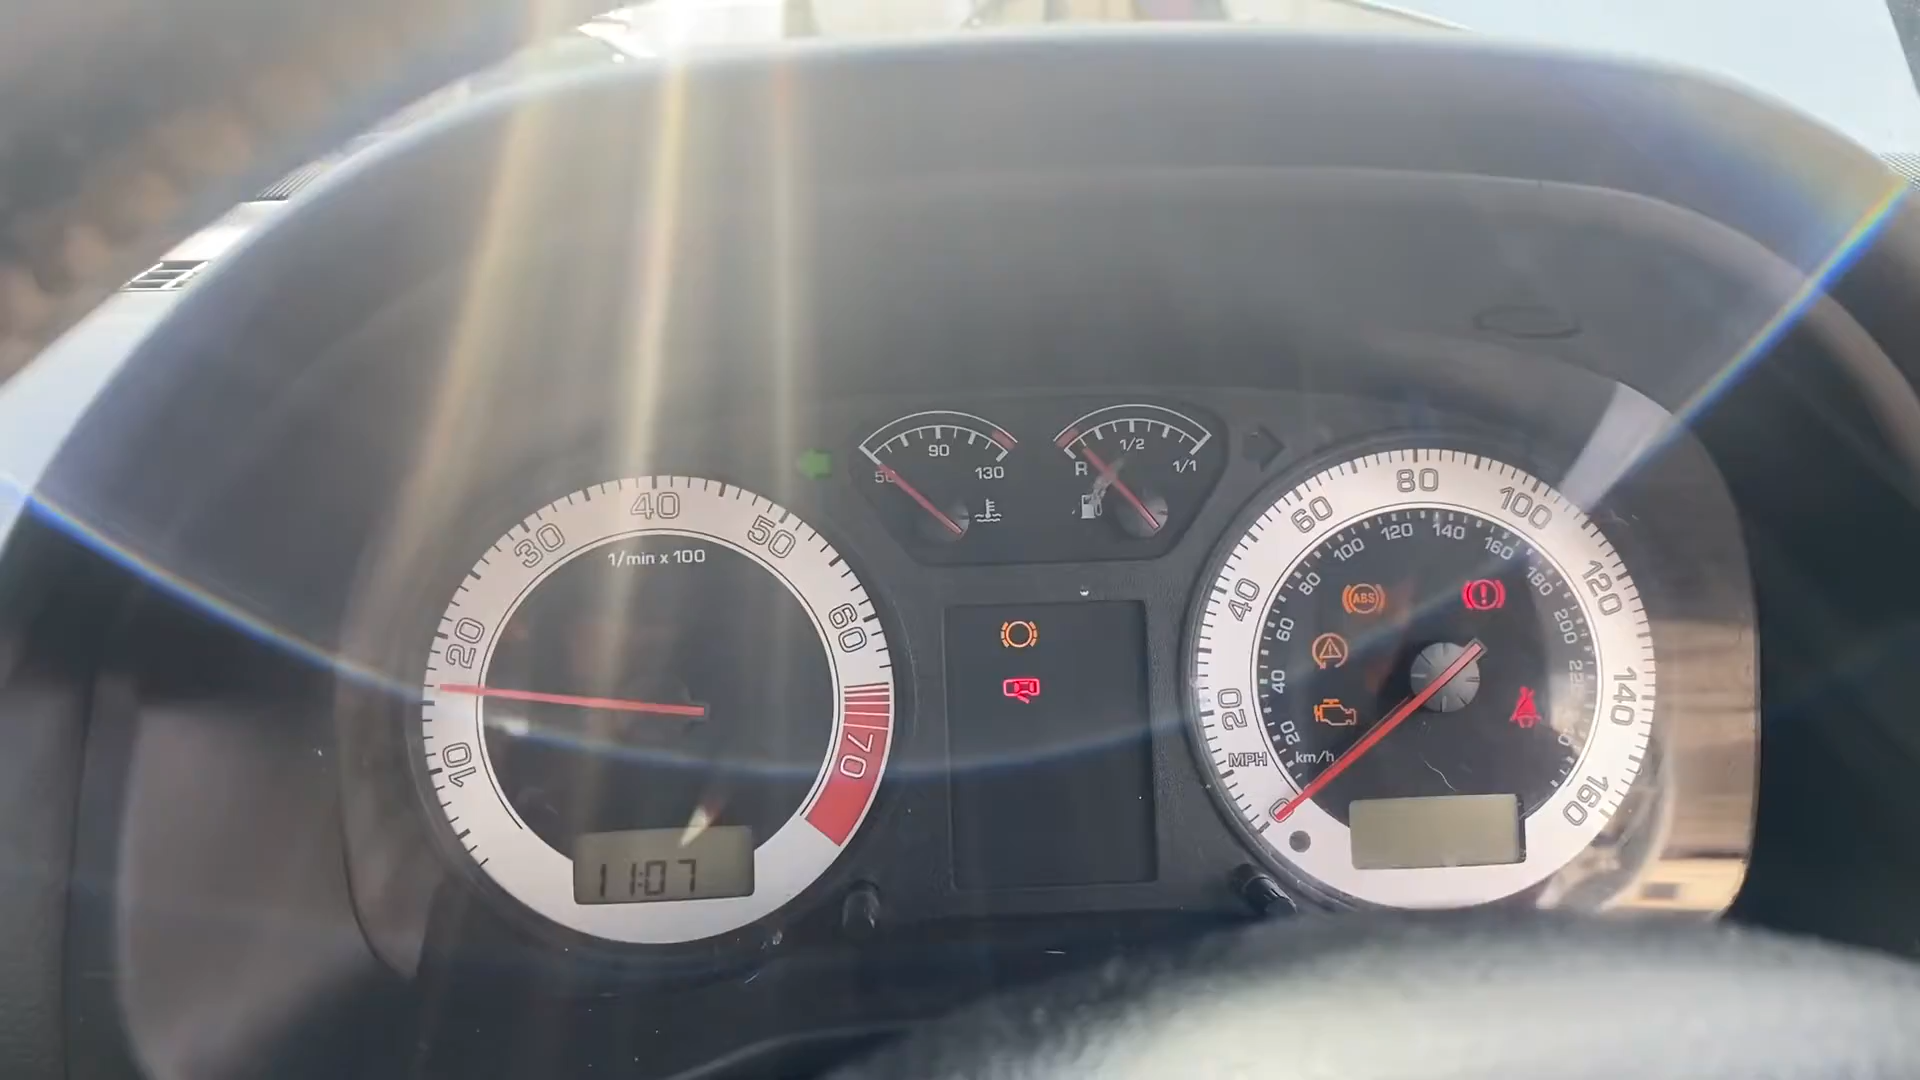 10 20 30 40 50 60 70
1/min x 100
11:07
50 90 130
R 1/2 1/1
ABS
0 20 40 60 80 100 120 140 160
MPH
20 40 60 80 100 120 140 160 180 200
km/h